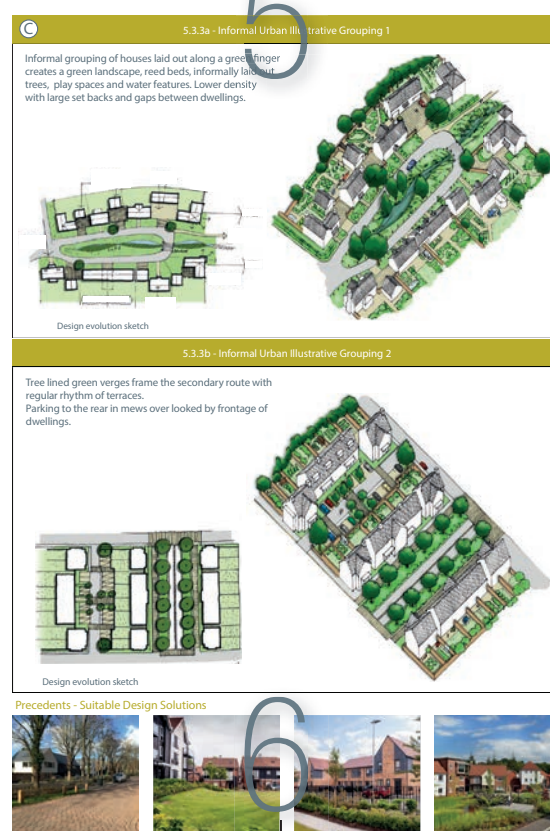 5
C
5.3.3a - Informal Urban Illustrative Grouping 1
Informal grouping of houses laid out along a green finger
creates a green landscape, reed beds, informally laid out
trees, play spaces and water features. Lower density
with large set backs and gaps between dwellings.
Design evolution sketch
5.3.3b - Informal Urban Illustrative Grouping 2
Tree lined green verges frame the secondary route with
regular rhythm of terraces.
Parking to the rear in mews over looked by frontage of
dwellings.
Design evolution sketch
Precedents - Suitable Design Solutions
6